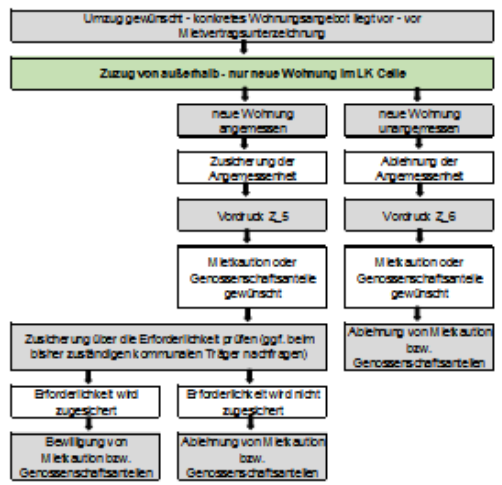 Umzug gewünscht - konkretes Wohnungsangebot liegt vor - vor
Mietvertragsunterzeichnung
Zuzug von außerhalb - nur neue Wohnung im LK Celle
neue Wohnung
angemessen
neue Wohnung
unangemessen
Zusicherung der
Angemessenheit
Ablehnung der
Angemessenheit
Vordruck Z_5
Vordruck Z_6
Mietkaution oder
Genossenschaftsanteile
gewünscht
Mietkaution oder
Genossenschaftsanteile
gewünscht
Zusicherung über die Erforderlichkeit prüfen (ggf. beim
bisher zuständigen kommunalen Träger nachfragen)
Ablehnung von Mietkaution
bzw.
Genossenschaftsanteilen
Erforderlichkeit wird
zugesichert
Erforderlichkeit wird nicht
zugesichert
Bewilligung von
Mietkaution bzw.
Genossenschaftsanteilen
Ablehnung von Mietkaution
bzw.
Genossenschaftsanteilen